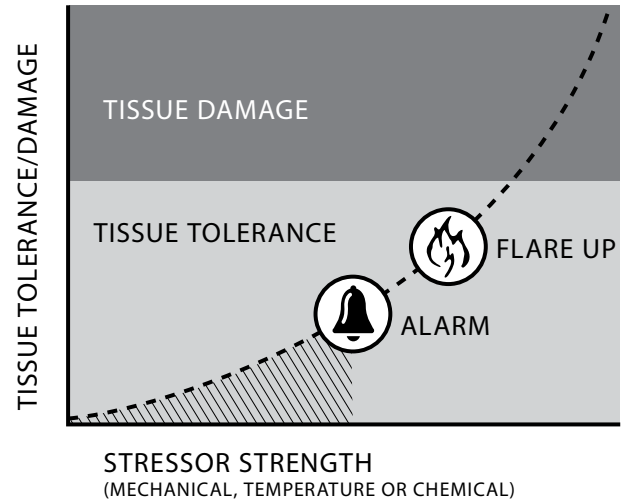 TISSUE TOLERANCE/DAMAGE
TISSUE DAMAGE
TISSUE TOLERANCE
FLARE UP
ALARM
STRESSOR STRENGTH
(MECHANICAL, TEMPERATURE OR CHEMICAL)